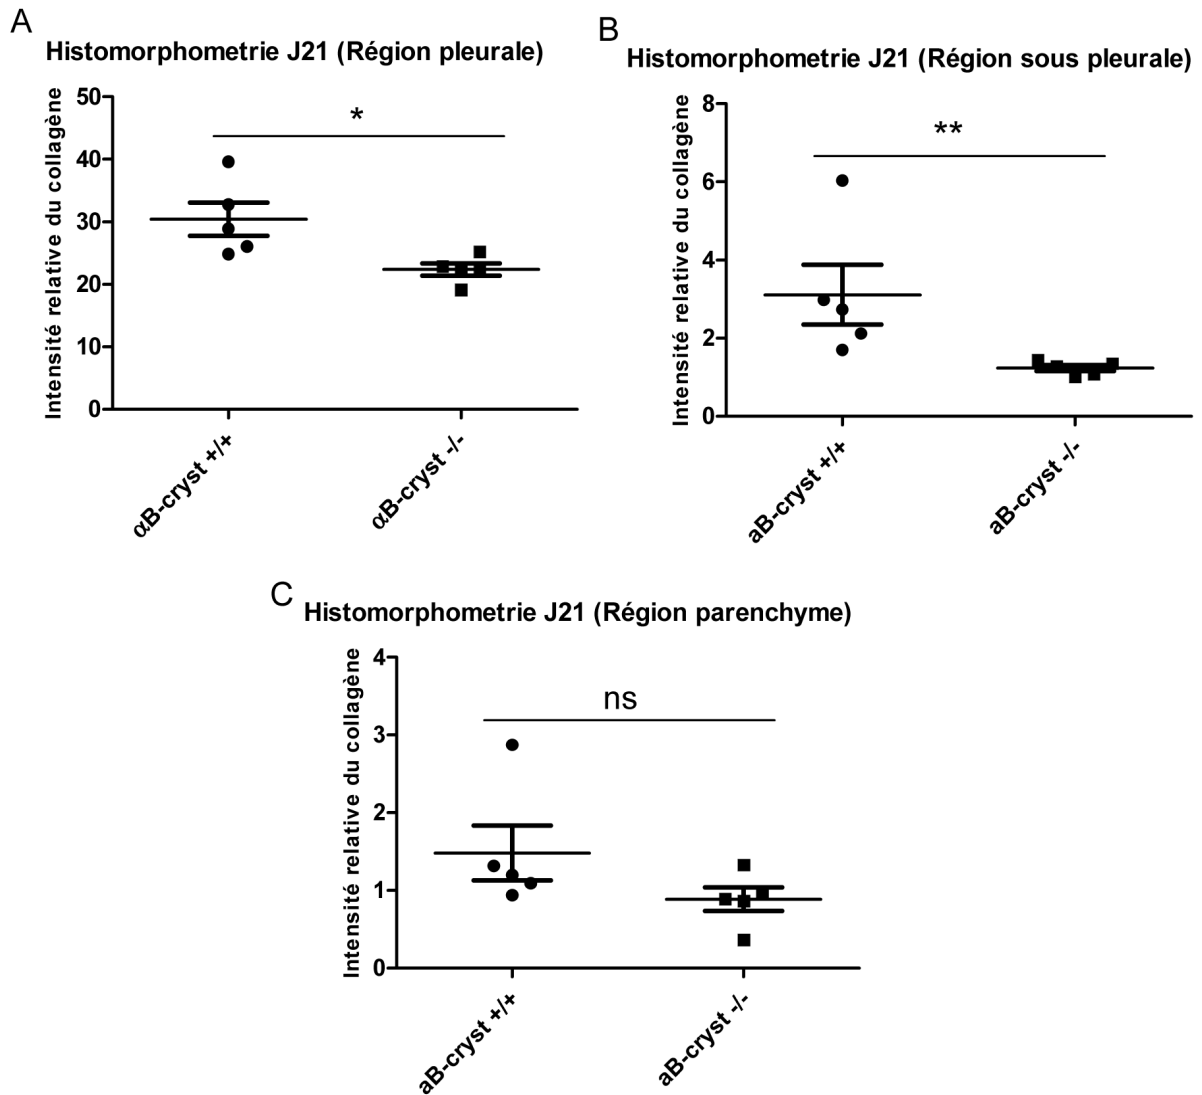 A
Histomorphometrie J21 (Région pleurale)
Intensité relative du collagène
50
40
30
20
10
0
*
αB-cryst +/+
αB-cryst -/-
B
Histomorphometrie J21 (Région sous pleurale)
Intensité relative du collagène
8
6
4
2
0
**
aB-cryst +/+
aB-cryst -/-
C
Histomorphometrie J21 (Région parenchyme)
Intensité relative du collagène
4
3
2
1
0
ns
aB-cryst +/+
aB-cryst -/-